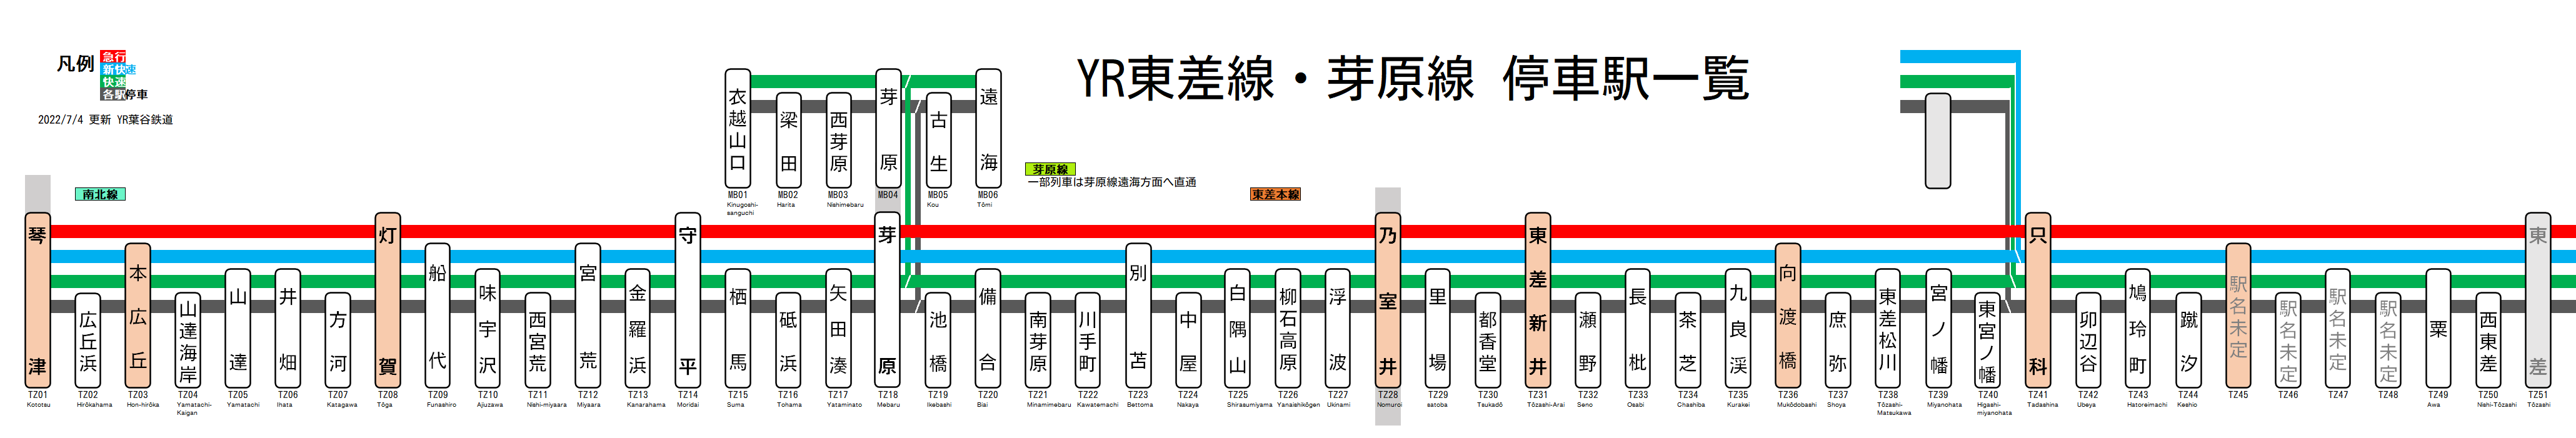 YR東差線・芽原線 停車駅一覧
凡例
急行
新快速
快速
各駅停車
2022/7/4 更新 YR葉谷鉄道
衣越山口
MB01
Kinugoshi-
sanguchi
梁田
MB02
Harita
西芽原
MB03
Nishimebaru
芽原
MB04
古生
MB05
Kou
遠海
MB06
Tōmi
芽原線
一部列車は芽原線遠海方面へ直通
南北線
東差本線
琴津
TZ01
Kototsu
広丘浜
TZ02
Hirōkahama
本広丘
TZ03
Hon-hirōka
山達海岸
TZ04
Yamatachi-
Kaigan
山達
TZ05
Yamatachi
井畑
TZ06
Ihata
方河
TZ07
Katagawa
灯賀
TZ08
Tōga
船代
TZ09
Funashiro
味宇沢
TZ10
Ajiuzawa
西宮荒
TZ11
Nishi-miyaara
宮荒
TZ12
Miyaara
金羅浜
TZ13
Kanarahama
守平
TZ14
Moridai
栖馬
TZ15
Suma
砥浜
TZ16
Tohama
矢田湊
TZ17
Yataminato
芽原
TZ18
Mebaru
池橋
TZ19
Ikebashi
備合
TZ20
Biai
南芽原
TZ21
Minamimebaru
川手町
TZ22
Kawatemachi
別苫
TZ23
Bettoma
中屋
TZ24
Nakaya
白隅山
TZ25
Shirasumiyama
柳石高原
TZ26
Yanaishikōgen
浮波
TZ27
Ukinami
乃室井
TZ28
Nomuroi
里場
TZ29
satoba
都香堂
TZ30
Tsukadō
東差新井
TZ31
Tōzashi-Arai
瀬野
TZ32
Seno
長枇
TZ33
Osabi
茶芝
TZ34
Chashiba
九良渓
TZ35
Kurakei
向渡橋
TZ36
Mukōdobashi
庶弥
TZ37
Shoya
東差松川
TZ38
Tōzashi-
Matsukawa
宮ノ幡
TZ39
Miyanohata
東宮ノ幡
TZ40
Higashi-
miyanohata
只科
TZ41
Tadashina
卯辺谷
TZ42
Ubeya
鳩玲町
TZ43
Hatoreimachi
蹴汐
TZ44
Keshio
駅名未定
TZ45
駅名未定
TZ46
駅名未定
TZ47
駅名未定
TZ48
粟
TZ49
Awa
西東差
TZ50
Nishi-Tōzashi
東差
TZ51
Tōzashi